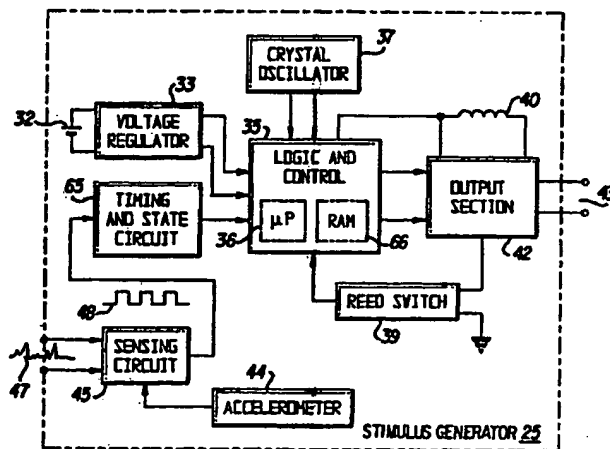 37
CRYSTAL
OSCILLATOR
33
32
VOLTAGE
REGULATOR
35
LOGIC AND
CONTROL
µP
36
RAM
66
40
OUTPUT
SECTION
42
43
65
TIMING
AND STATE
CIRCUIT
REED SWITCH
39
48
47
SENSING
CIRCUIT
45
44
ACCELEROMETER
STIMULUS GENERATOR 25